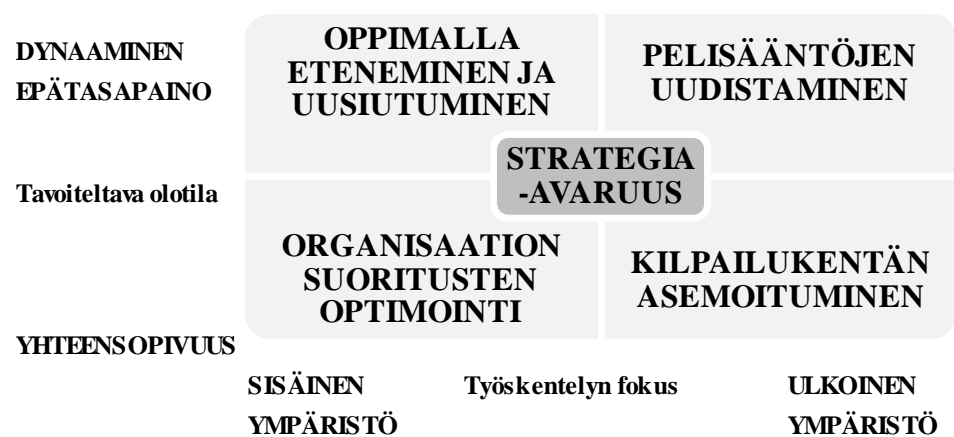 DYNAAMINEN
EPÄTASAPAINO
OPPIMALLA
ETENEMINEN JA
UUSIUTUMINEN
PELISÄÄNTÖJEN
UUDISTAMINEN
STRATEGIA
-AVARUUS
Tavoiteltava olotila
ORGANISAATION
SUORITUSTEN
OPTIMOINTI
KILPAILUKENTÄN
ASEMOITUMINEN
YHTEENSOPIVUUS
SISÄINEN
YMPÄRISTÖ
Työskentelyn fokus
ULKOINEN
YMPÄRISTÖ